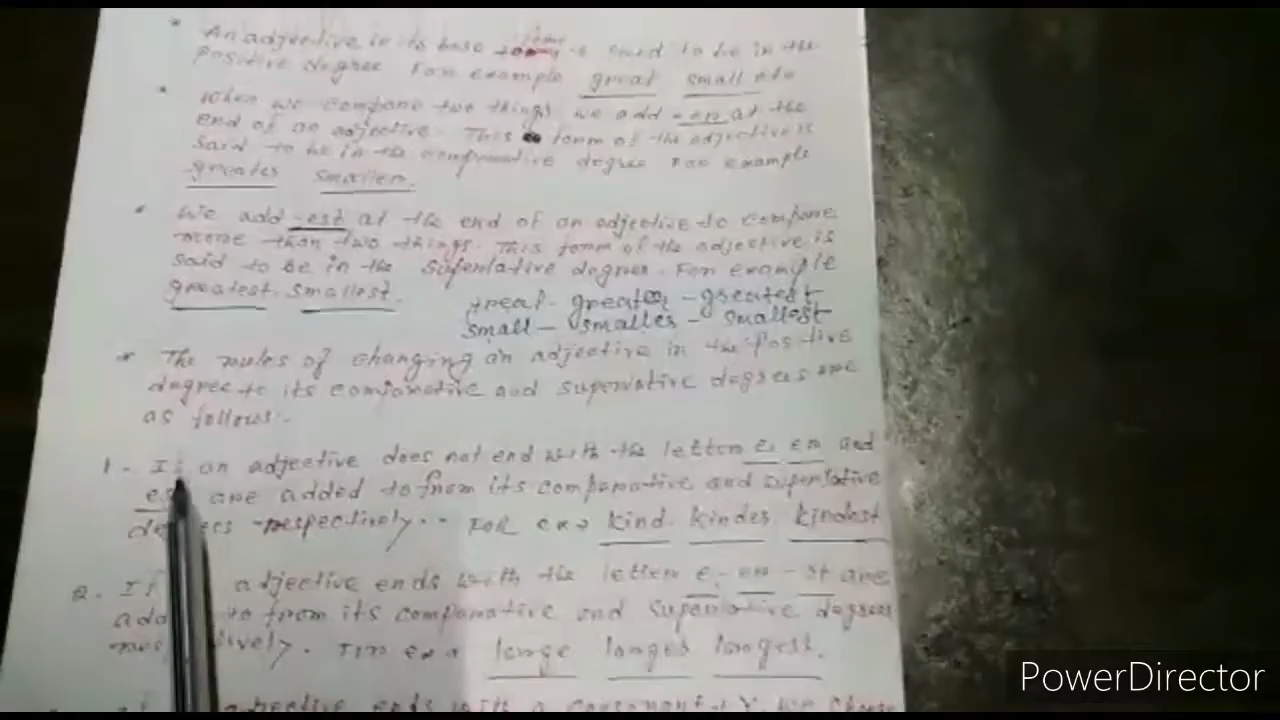 * An adjective in its base form is said to be in the
positive degree For example great small etc
* When we compare two things we add -er at the
end of an adjective. This form of the adjective is
said to be in the comparative degree For example
greater smaller.
* We add -est at the end of an adjective to compare
more than two things. This form of the adjective is
said to be in the superlative degree. For example
greatest. smallest.
great - greater - greatest
small - smaller - smallest
* The rules of changing an adjective in the positive
degree to its comparative and superlative degrees are
as follows:-
1- If an adjective does not end with the letter e, er and
est are added to from its comparative and superlative
degrees respectively.. FOR ex→ kind. kinder kindest
2. If adjective ends with the letter e, -er -st are
added to from its comparative and superlative degrees
respectively. For ex→ large larger largest.
adjective ends with a consonant + y, we change
PowerDirector